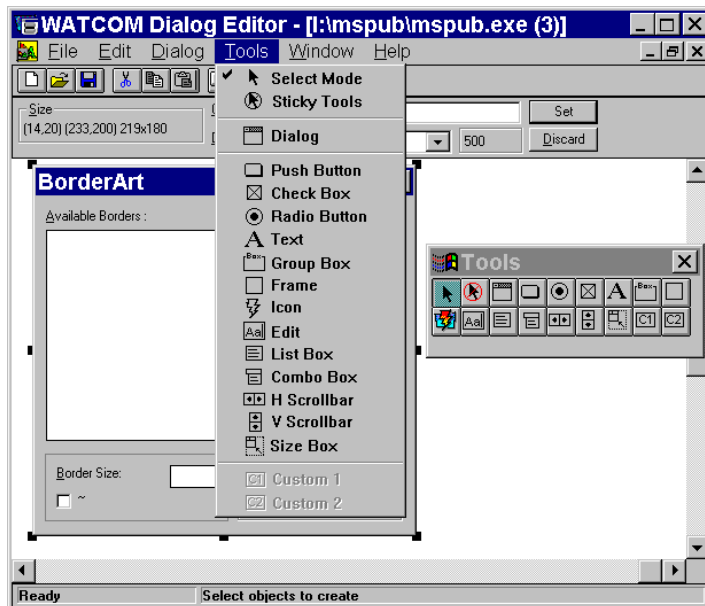 WATCOM Dialog Editor - [I:\mspub\mspub.exe (3)]
File Edit Dialog Tools Window Help
Select Mode
Sticky Tools
Size
Set
(14,20) (233,200) 219x180
Dialog
500
Discard
BorderArt
Push Button
Check Box
Available Borders :
Radio Button
Text
Group Box
Tools
Frame
Icon
Edit
List Box
Combo Box
H Scrollbar
V Scrollbar
Size Box
Border Size:
~
C1 Custom 1
C2 Custom 2
Ready Select objects to create